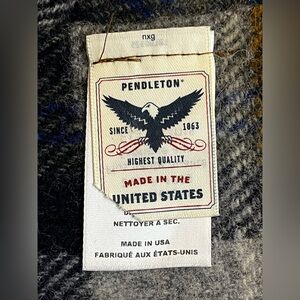 nxg
PENDLETON®
SINCE 1863
HIGHEST QUALITY
MADE IN THE
UNITED STATES
NETTOYER À SEC.
MADE IN USA
FABRIQUÉ AUX ÉTATS-UNIS